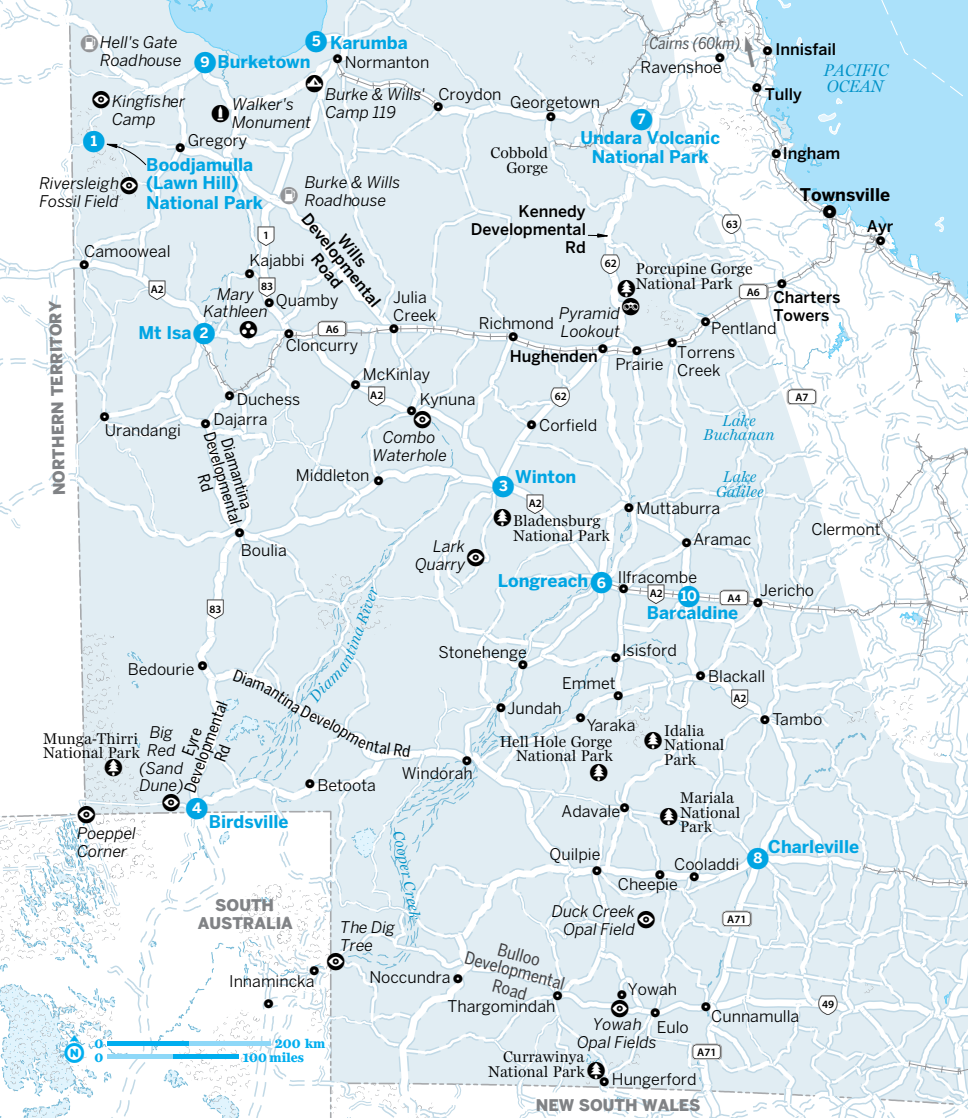 Hell's Gate
Roadhouse
5 Karumba
9 Burketown
Normanton
Cairns (60km)
Ravenshoe
Innisfail
PACIFIC
OCEAN
Tully
Kingfisher
Camp
Walker's
Monument
Burke & Wills'
Camp 119
Croydon
Georgetown
7
Undara Volcanic
National Park
1
Gregory
Boodjamulla
(Lawn Hill)
National Park
Cobbold
Gorge
Ingham
Riversleigh
Fossil Field
Burke & Wills
Roadhouse
Townsville
Kennedy
Developmental
Rd
63
Ayr
1
Wills
Developmental
Road
Camooweal
Kajabbi
62
Porcupine Gorge
National Park
A2
83
Mary
Kathleen
Quamby
Julia
Creek
A6
Charters
Towers
Pyramid
Lookout
Mt Isa 2
A6
Cloncurry
Richmond
Hughenden
Pentland
Prairie
Torrens
Creek
NORTHERN TERRITORY
McKinlay
Duchess
A2
Kynuna
62
A7
Urandangi
Dajarra
Combo
Waterhole
Corfield
Lake
Buchanan
Diamantina
Developmental
Rd
Middleton
3 Winton
A2
Lake
Galilee
Bladensburg
National Park
Muttaburra
Clermont
Boulia
Lark
Quarry
Aramac
Longreach 6
Ilfracombe
A2
10
Barcaldine
A4
Jericho
83
Diamantina River
Stonehenge
Isisford
Bedourie
Diamantina Developmental Rd
Emmet
Blackall
A2
Jundah
Yaraka
Tambo
Munga-Thirri
National Park
Big
Red
(Sand
Dune)
Eyre
Developmental
Rd
Hell Hole Gorge
National Park
Idalia
National
Park
Windorah
Betoota
4
Birdsville
Adavale
Mariala
National
Park
Poeppel
Corner
Cooper Creek
Quilpie
Cheepie
Cooladdi
8
Charleville
SOUTH
AUSTRALIA
The Dig
Tree
Duck Creek
Opal Field
A71
Innamincka
Noccundra
Bulloo
Developmental
Road
Thargomindah
Yowah
Yowah
Opal Fields
Eulo
Cunnamulla
49
N
0 200 km
0 100 miles
Currawinya
National Park
A71
Hungerford
NEW SOUTH WALES